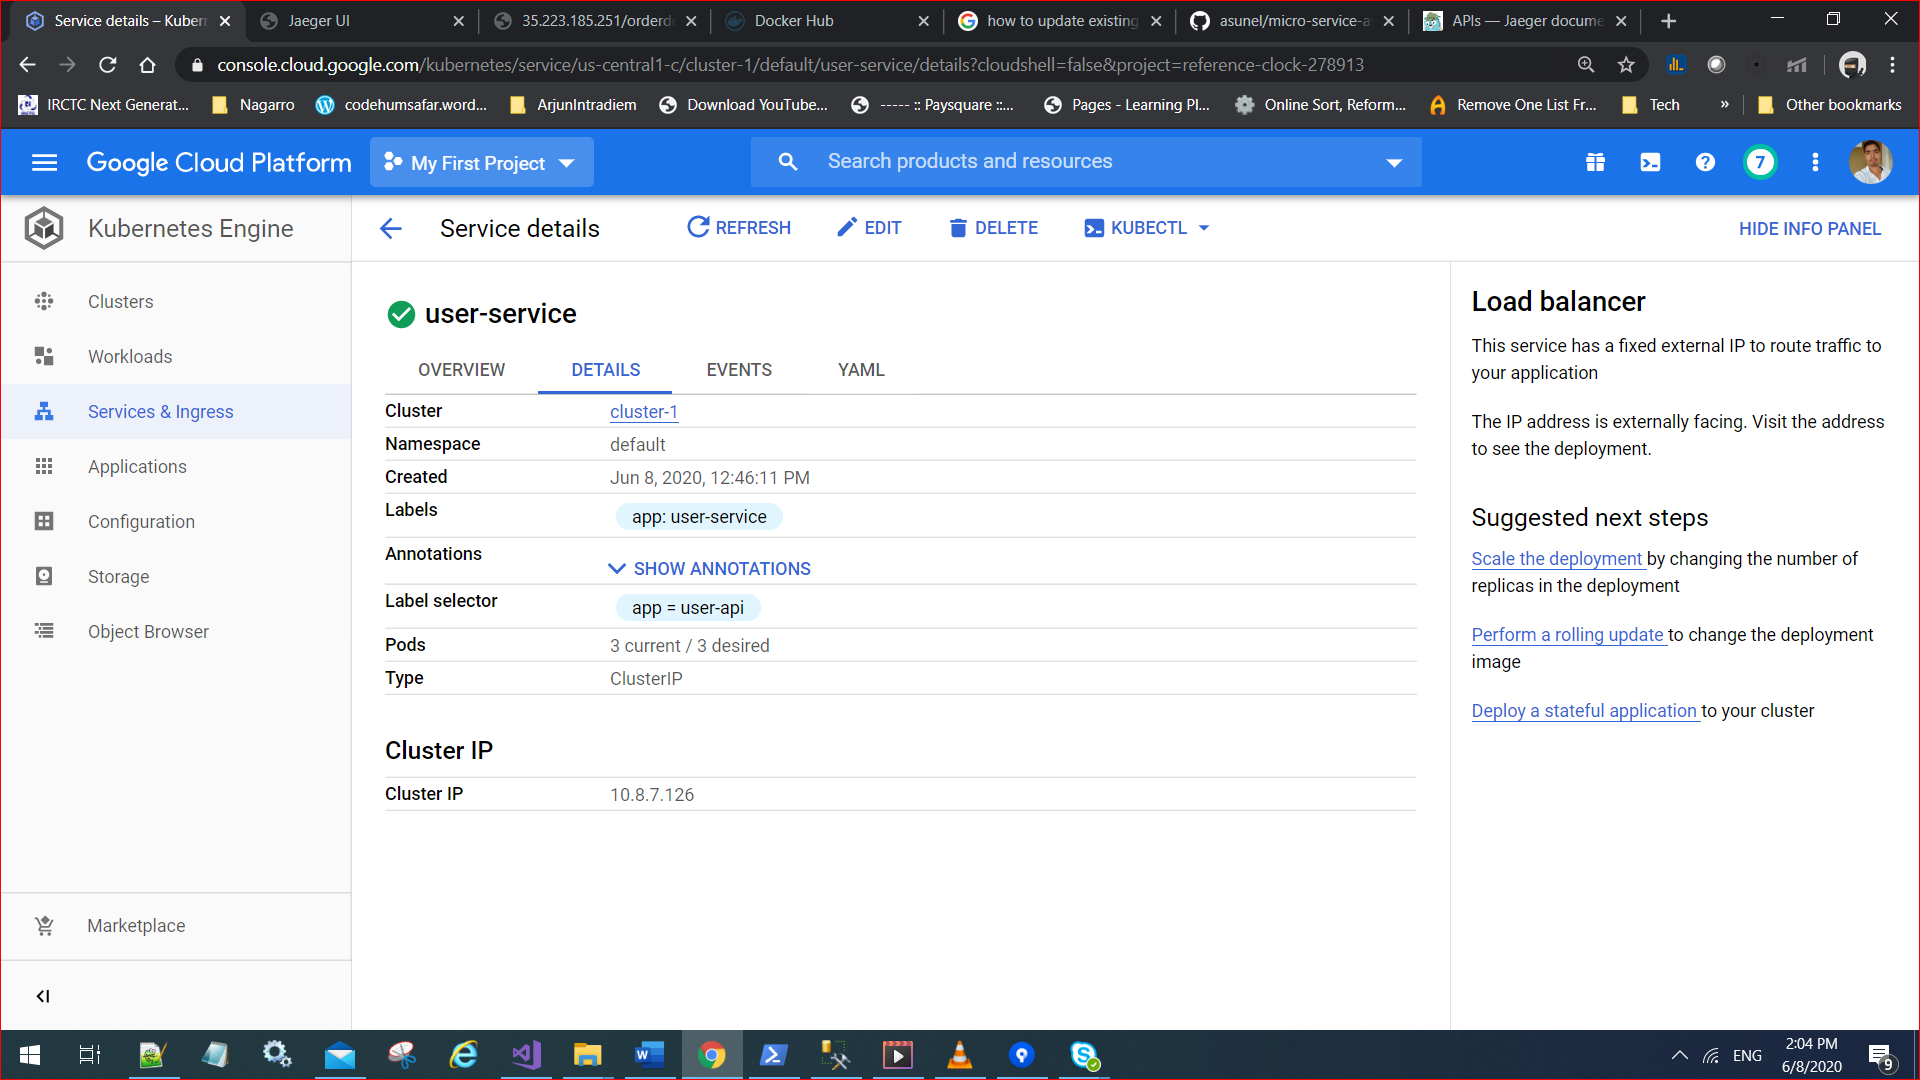 Service details – Kubern
Jaeger UI
35.223.185.251/orderde
Docker Hub
how to update existing
asunel/micro-service-a
APIs — Jaeger docume
console.cloud.google.com/kubernetes/service/us-central1-c/cluster-1/default/user-service/details?cloudshell=false&project=reference-clock-278913
IRCTC Next Generat...
Nagarro
codehumsafar.word...
ArjunIntradiem
Download YouTube...
----- :: Paysquare ::...
Pages - Learning Pl...
Online Sort, Reform...
Remove One List Fr...
Tech
»
Other bookmarks
Google Cloud Platform
My First Project
Search products and resources
7
Kubernetes Engine
Service details
REFRESH
EDIT
DELETE
KUBECTL
HIDE INFO PANEL
Clusters
Workloads
Services & Ingress
Applications
Configuration
Storage
Object Browser
Marketplace
user-service
OVERVIEW
DETAILS
EVENTS
YAML
Cluster cluster-1
Namespace default
Created Jun 8, 2020, 12:46:11 PM
Labels app: user-service
Annotations SHOW ANNOTATIONS
Label selector app = user-api
Pods 3 current / 3 desired
Type ClusterIP
Cluster IP
Cluster IP 10.8.7.126
Load balancer
This service has a fixed external IP to route traffic to
your application
The IP address is externally facing. Visit the address
to see the deployment.
Suggested next steps
Scale the deployment by changing the number of
replicas in the deployment
Perform a rolling update to change the deployment
image
Deploy a stateful application to your cluster
ENG
2:04 PM
6/8/2020
9